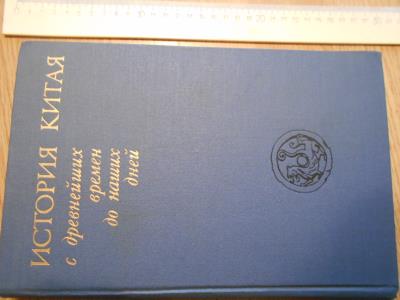 ИСТОРИЯ КИТАЯ
с древнейших
времен
до наших
дней